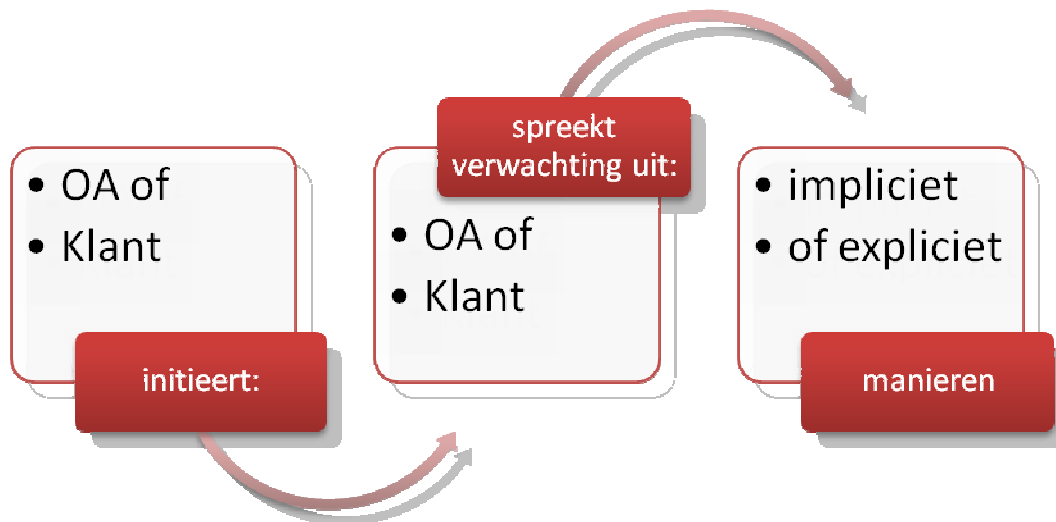 • OA of
• Klant
initieert:
spreekt
verwachting uit:
• OA of
• Klant
• impliciet
• of expliciet
manieren